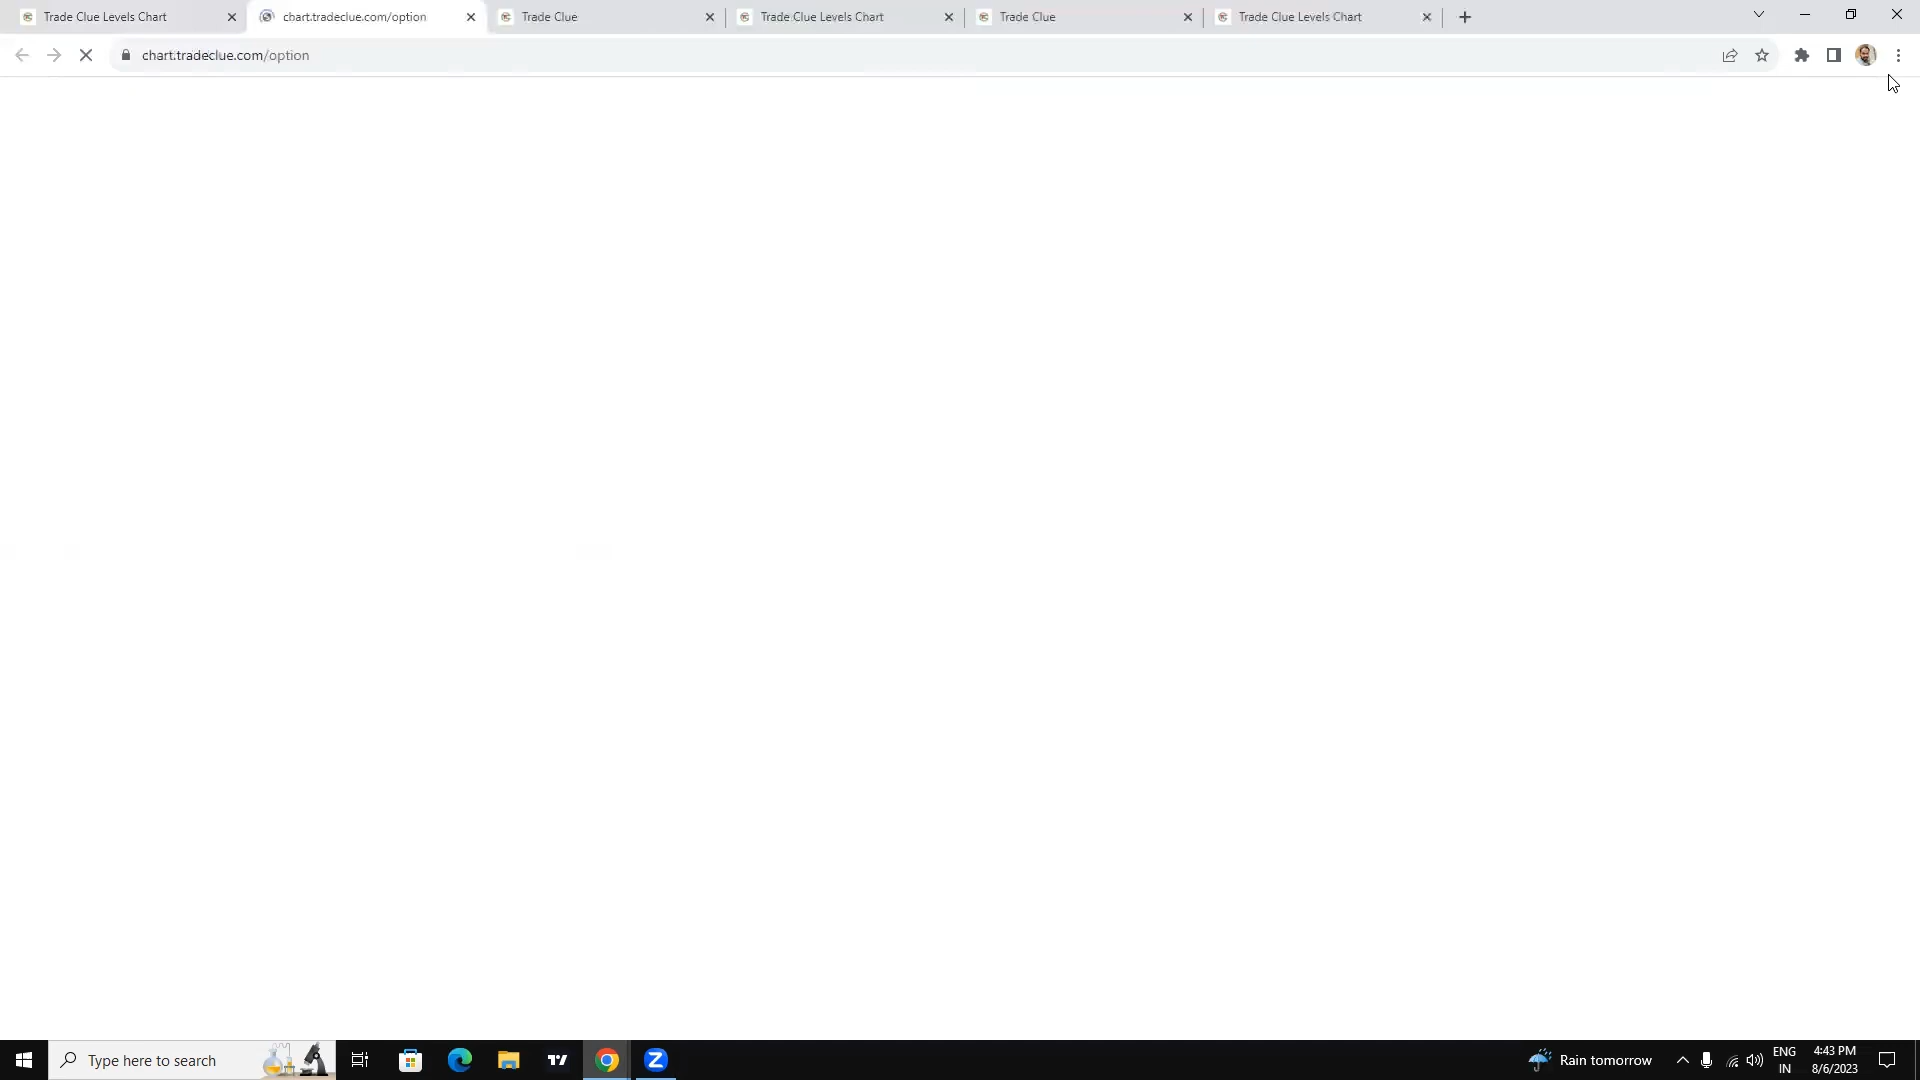 Trade Clue Levels Chart
chart.tradeclue.com/option
Trade Clue
Trade Clue Levels Chart
Trade Clue
Trade Clue Levels Chart
chart.tradeclue.com/option
Type here to search
Rain tomorrow
ENG
IN
4:43 PM
8/6/2023